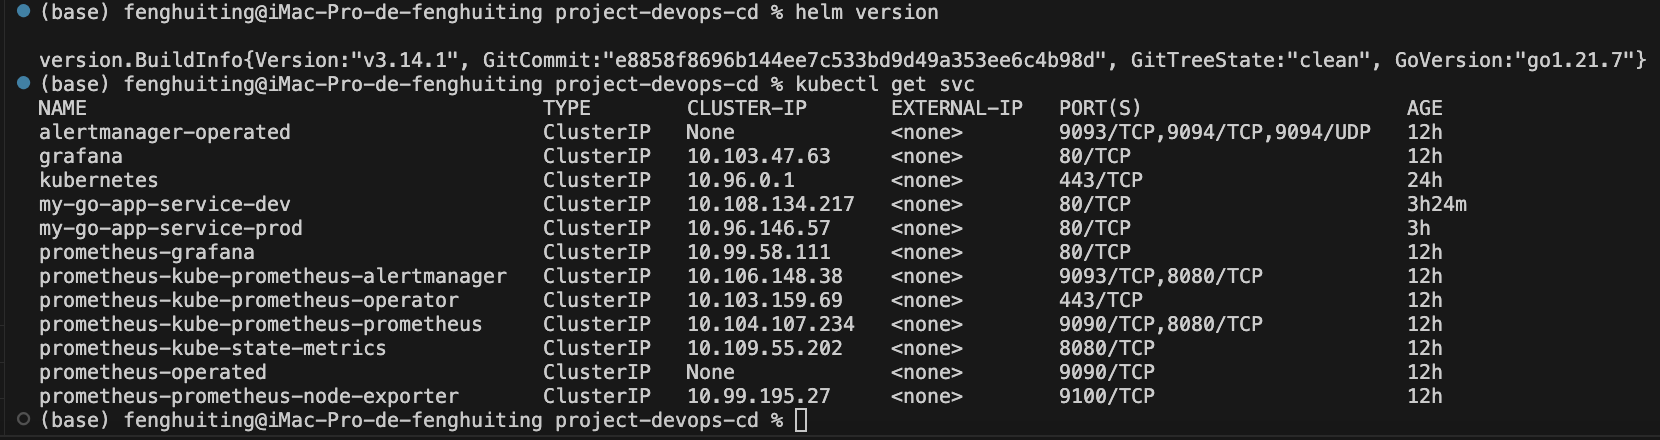 (base) fenghuiting@iMac-Pro-de-fenghuiting project-devops-cd % helm version
version.BuildInfo{Version:"v3.14.1", GitCommit:"e8858f8696b144ee7c533bd9d49a353ee6c4b98d", GitTreeState:"clean", GoVersion:"go1.21.7"}
(base) fenghuiting@iMac-Pro-de-fenghuiting project-devops-cd % kubectl get svc
NAME TYPE CLUSTER-IP EXTERNAL-IP PORT(S) AGE
alertmanager-operated ClusterIP None <none> 9093/TCP,9094/TCP,9094/UDP 12h
grafana ClusterIP 10.103.47.63 <none> 80/TCP 12h
kubernetes ClusterIP 10.96.0.1 <none> 443/TCP 24h
my-go-app-service-dev ClusterIP 10.108.134.217 <none> 80/TCP 3h24m
my-go-app-service-prod ClusterIP 10.96.146.57 <none> 80/TCP 3h
prometheus-grafana ClusterIP 10.99.58.111 <none> 80/TCP 12h
prometheus-kube-prometheus-alertmanager ClusterIP 10.106.148.38 <none> 9093/TCP,8080/TCP 12h
prometheus-kube-prometheus-operator ClusterIP 10.103.159.69 <none> 443/TCP 12h
prometheus-kube-prometheus-prometheus ClusterIP 10.104.107.234 <none> 9090/TCP,8080/TCP 12h
prometheus-kube-state-metrics ClusterIP 10.109.55.202 <none> 8080/TCP 12h
prometheus-operated ClusterIP None <none> 9090/TCP 12h
prometheus-prometheus-node-exporter ClusterIP 10.99.195.27 <none> 9100/TCP 12h
(base) fenghuiting@iMac-Pro-de-fenghuiting project-devops-cd %